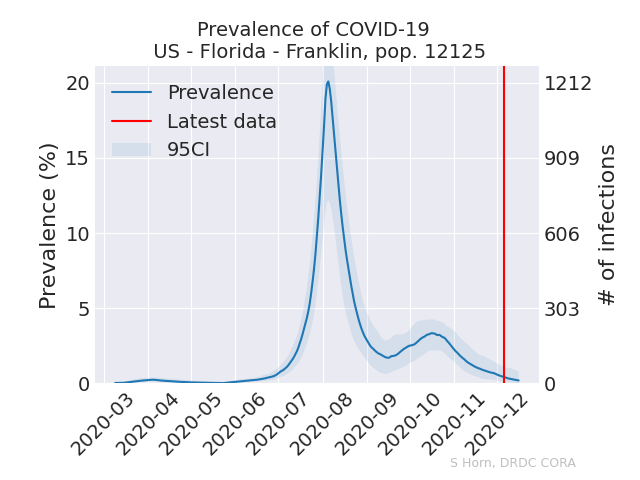 Prevalence of COVID-19
US - Florida - Franklin, pop. 12125
Prevalence
Latest data
95CI
Prevalence (%)
20
15
10
5
0
1212
909
606
303
0
# of infections
2020-03
2020-04
2020-05
2020-06
2020-07
2020-08
2020-09
2020-10
2020-11
2020-12
S Horn, DRDC CORA